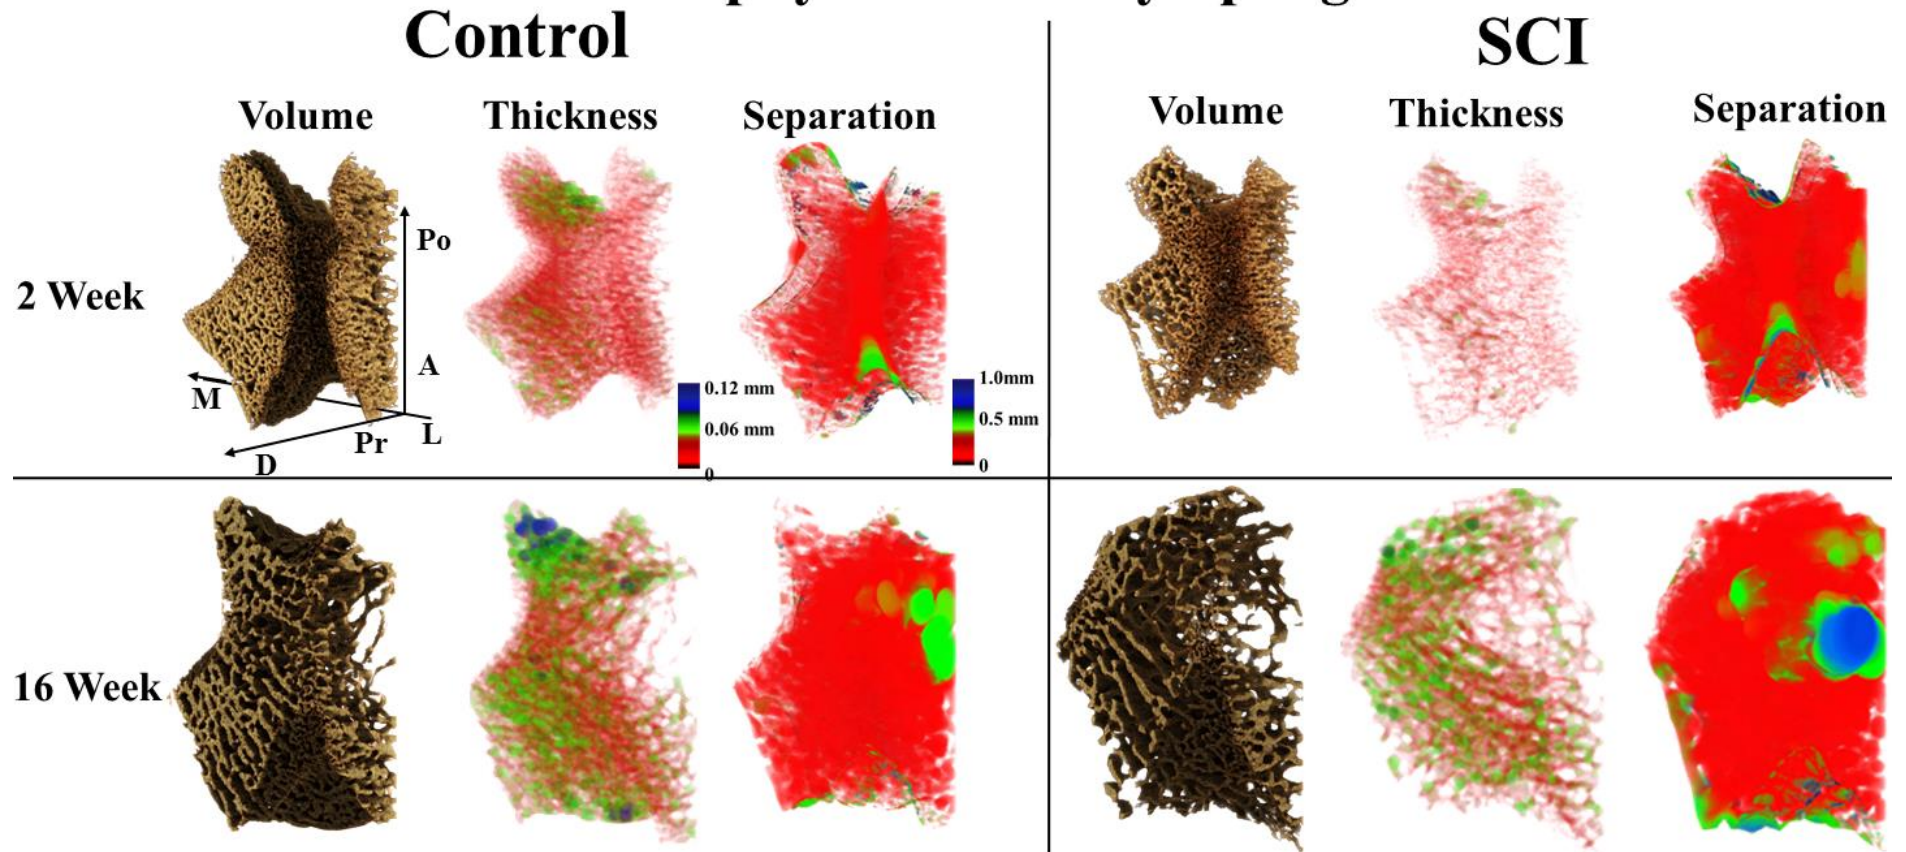 Control
SCI
Volume Thickness Separation
Volume Thickness Separation
2 Week
Po
A
M
L
Pr
D
0.12 mm
0.06 mm
0
1.0mm
0.5 mm
0
16 Week